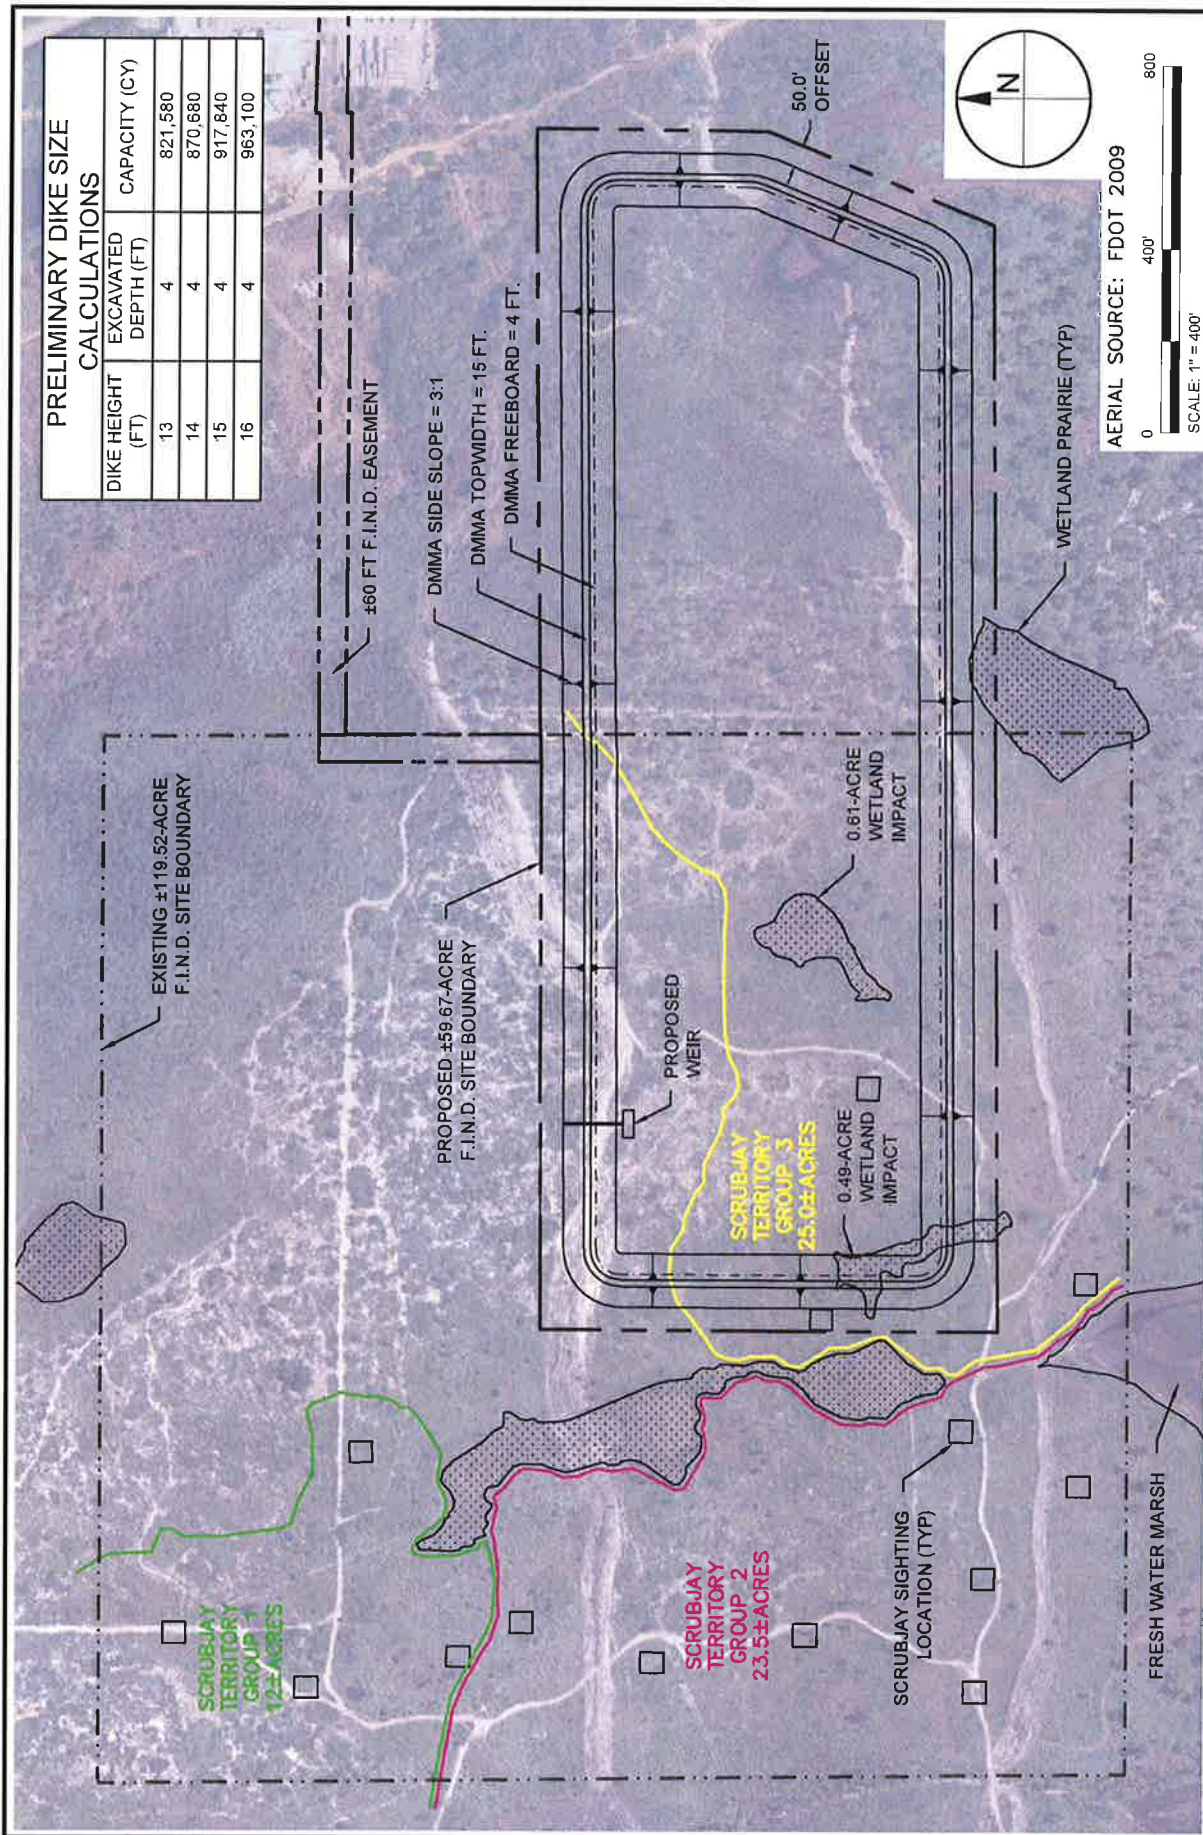 PRELIMINARY DIKE SIZE
CALCULATIONS
DIKE HEIGHT
(FT)
EXCAVATED
DEPTH (FT)
CAPACITY (CY)
13 4 821,580
14 4 870,680
15 4 917,840
16 4 963,100
±60 FT F.I.N.D. EASEMENT
EXISTING ±119.52-ACRE
F.I.N.D. SITE BOUNDARY
DMMA SIDE SLOPE = 3:1
DMMA TOPWIDTH = 15 FT.
DMMA FREEBOARD = 4 FT.
50.0'
OFFSET
PROPOSED ±59.67-ACRE
F.I.N.D. SITE BOUNDARY
PROPOSED
WEIR
SCRUBJAY
TERRITORY
GROUP 1
12±ACRES
SCRUBJAY
TERRITORY
GROUP 2
23.5±ACRES
SCRUBJAY
TERRITORY
GROUP 3
25.0±ACRES
0.49-ACRE
WETLAND
IMPACT
0.61-ACRE
WETLAND
IMPACT
SCRUBJAY SIGHTING
LOCATION (TYP)
WETLAND PRAIRIE (TYP)
FRESH WATER MARSH
N
AERIAL SOURCE: FDOT 2009
0 400' 800
SCALE: 1" = 400'